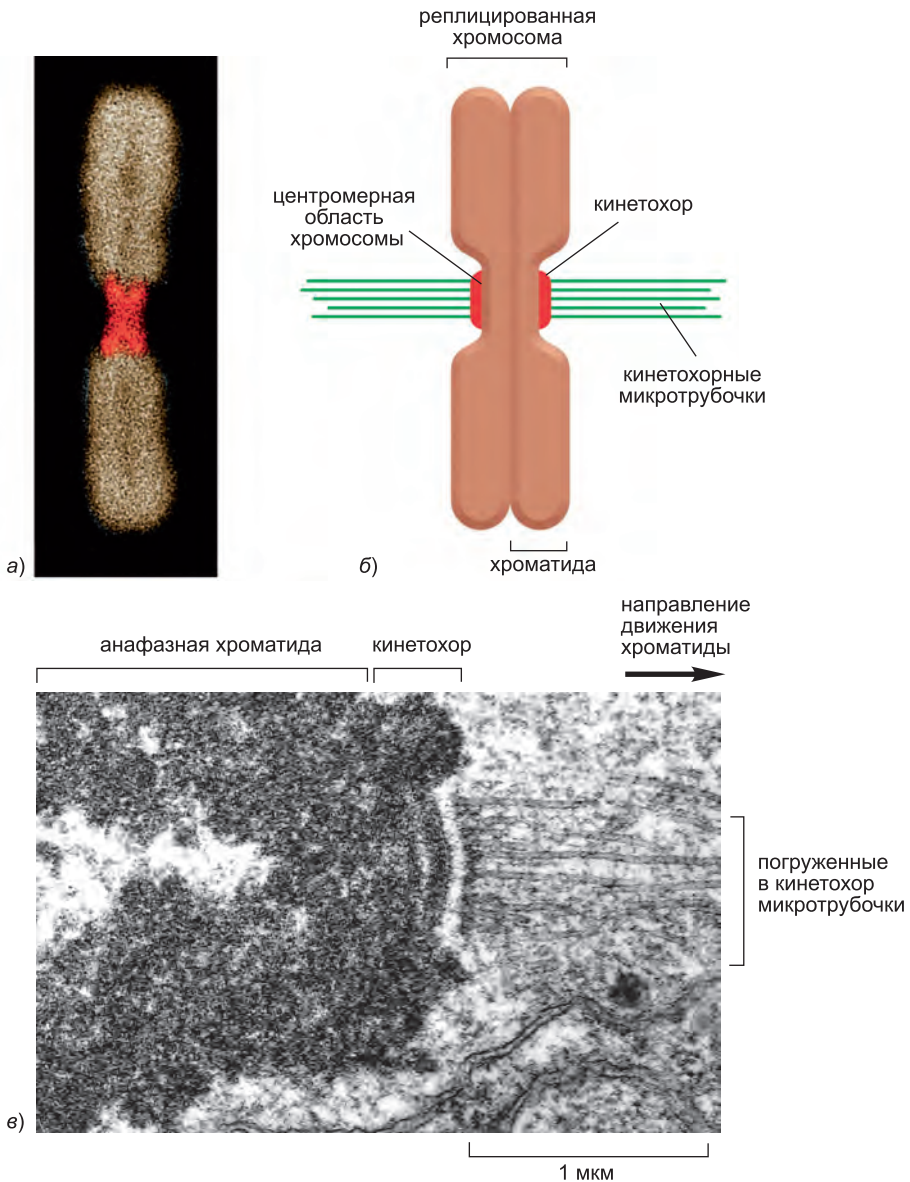 реплицированная
хромосома
центромерная
область
хромосомы
кинетохор
кинетохорные
микротрубочки
а)
б)
хроматида
анафазная хроматида
кинетохор
направление
движения
хроматиды
погруженные
в кинетохор
микротрубочки
в)
1 мкм